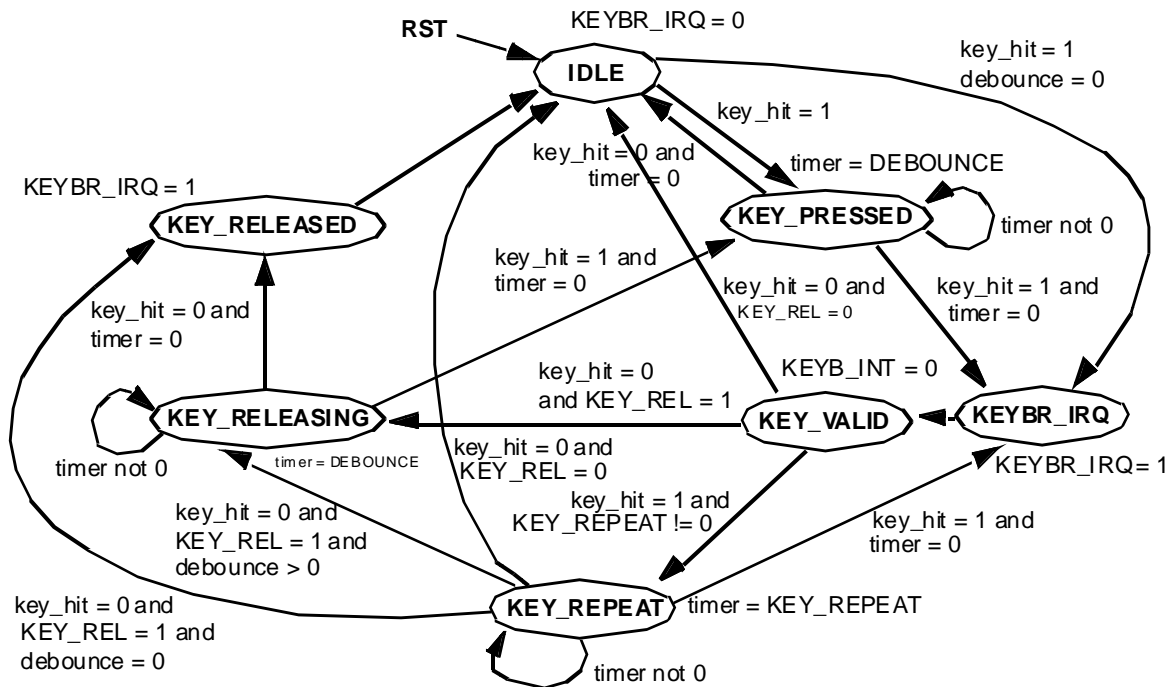 KEYBR_IRQ = 0
RST
IDLE
key_hit = 1
debounce = 0
key_hit = 1
key_hit = 0 and
timer = 0
timer = DEBOUNCE
KEYBR_IRQ = 1
KEY_RELEASED
KEY_PRESSED
timer not 0
key_hit = 1 and
timer = 0
key_hit = 0 and
KEY_REL = 0
key_hit = 1 and
timer = 0
key_hit = 0 and
timer = 0
key_hit = 0
and KEY_REL = 1
KEYB_INT = 0
KEY_RELEASING
KEY_VALID
KEYBR_IRQ
timer not 0
timer = DEBOUNCE
key_hit = 0 and
KEY_REL = 0
KEYBR_IRQ = 1
key_hit = 0 and
KEY_REL = 1 and
debounce > 0
key_hit = 1 and
KEY_REPEAT != 0
key_hit = 1 and
timer = 0
key_hit = 0 and
KEY_REL = 1 and
debounce = 0
KEY_REPEAT
timer = KEY_REPEAT
timer not 0